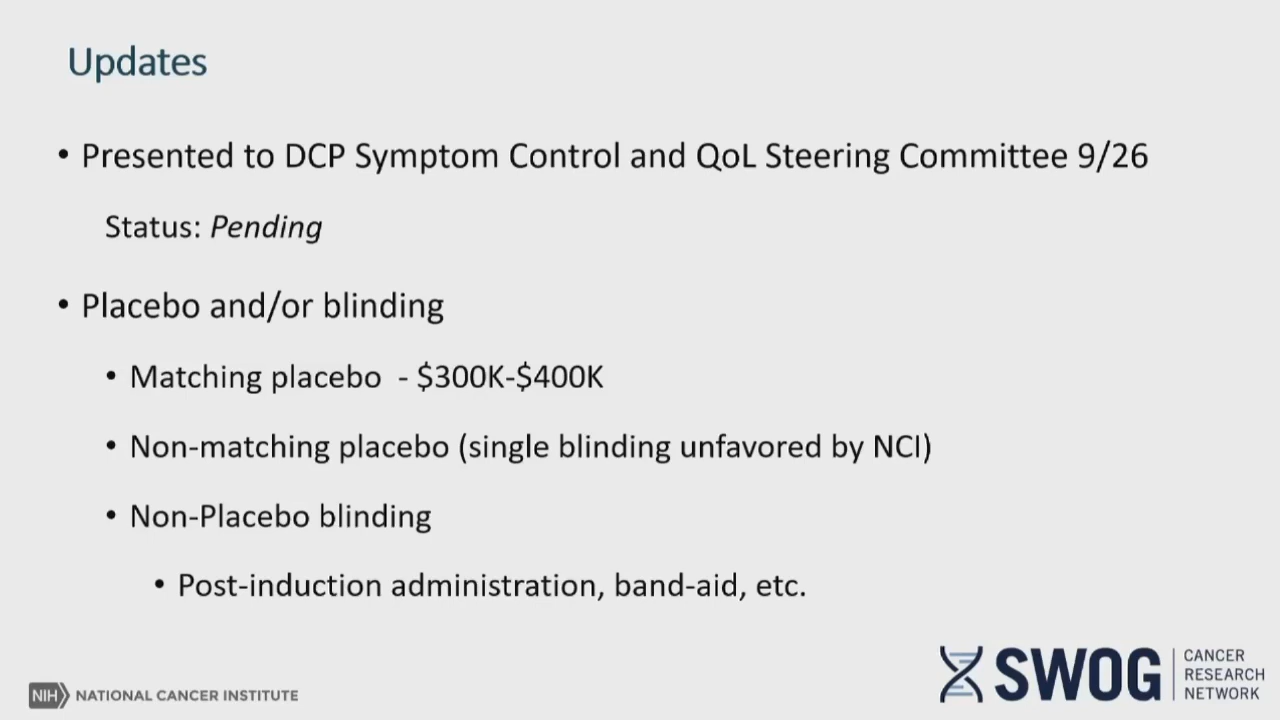 Updates
• Presented to DCP Symptom Control and QoL Steering Committee 9/26
Status: Pending
• Placebo and/or blinding
• Matching placebo - $300K-$400K
• Non-matching placebo (single blinding unfavored by NCI)
• Non-Placebo blinding
• Post-induction administration, band-aid, etc.
NIH NATIONAL CANCER INSTITUTE
SWOG
CANCER
RESEARCH
NETWORK